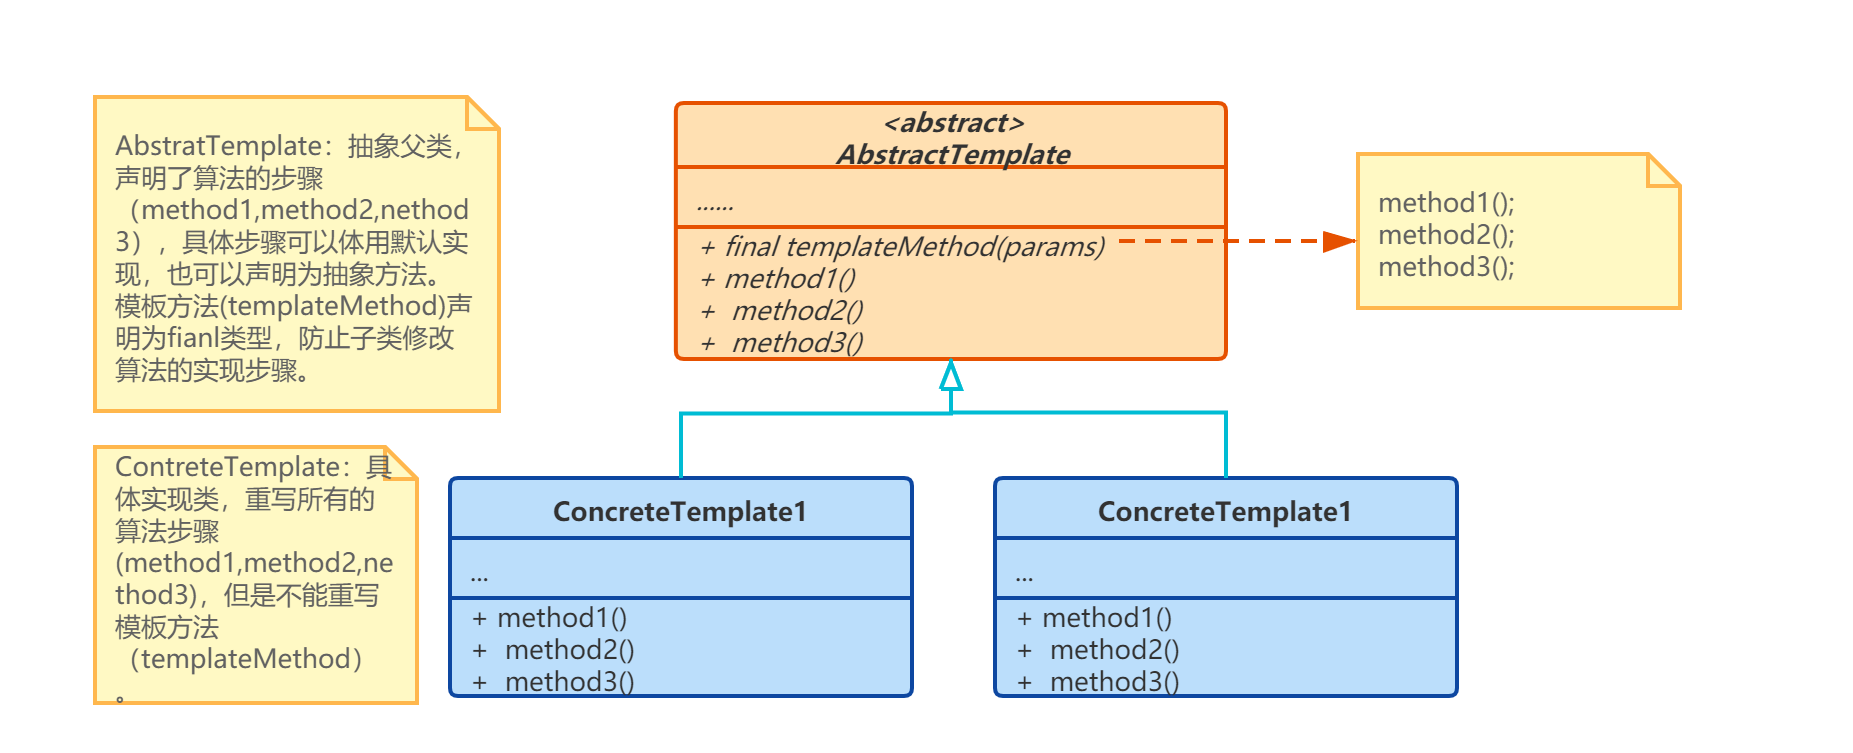 AbstratTemplate：抽象父类，
声明了算法的步骤
（method1,method2,nethod
3），具体步骤可以体用默认实
现，也可以声明为抽象方法。
模板方法(templateMethod)声
明为fianl类型，防止子类修改
算法的实现步骤。
<abstract>
AbstractTemplate
......
+ final templateMethod(params)
+ method1()
+  method2()
+  method3()
method1();
method2();
method3();
ContreteTemplate：具
体实现类，重写所有的
算法步骤
(method1,method2,ne
thod3)，但是不能重写
模板方法
（templateMethod）
。
ConcreteTemplate1
...
+ method1()
+  method2()
+  method3()
ConcreteTemplate1
...
+ method1()
+  method2()
+  method3()